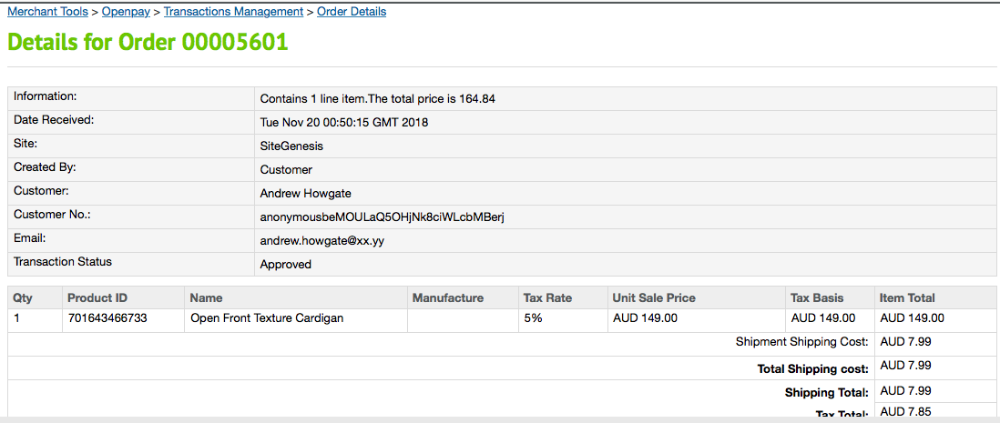 Merchant Tools > Openpay > Transactions Management > Order Details
Details for Order 00005601
Information: Contains 1 line item.The total price is 164.84
Date Received: Tue Nov 20 00:50:15 GMT 2018
Site: SiteGenesis
Created By: Customer
Customer: Andrew Howgate
Customer No.: anonymousbeMOULaQ5OHjNk8ciWLcbMBerj
Email: andrew.howgate@xx.yy
Transaction Status Approved
Qty Product ID Name Manufacture Tax Rate Unit Sale Price Tax Basis Item Total
1 701643466733 Open Front Texture Cardigan 5% AUD 149.00 AUD 149.00 AUD 149.00
Shipment Shipping Cost: AUD 7.99
Total Shipping cost: AUD 7.99
Shipping Total: AUD 7.99
Tax Total: AUD 7.85